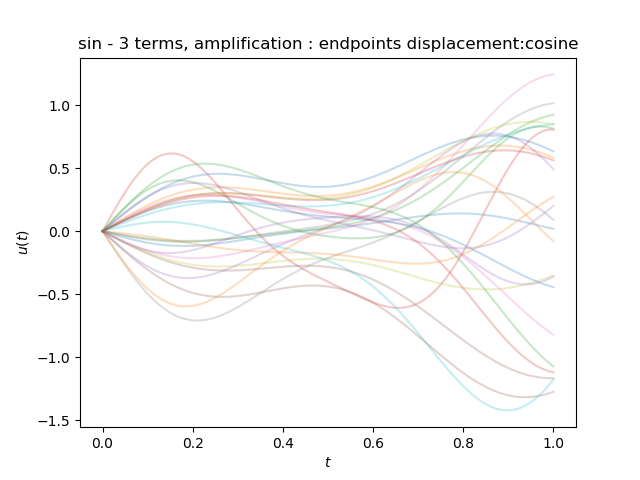 sin - 3 terms, amplification : endpoints displacement:cosine
1.0
0.5
0.0
−0.5
−1.0
−1.5
u(t)
0.0 0.2 0.4 0.6 0.8 1.0
t